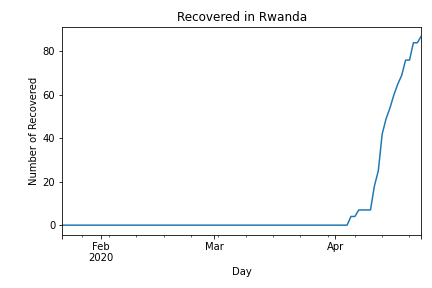 Recovered in Rwanda
Number of Recovered
80
60
40
20
0
Feb
2020
Mar
Apr
Day